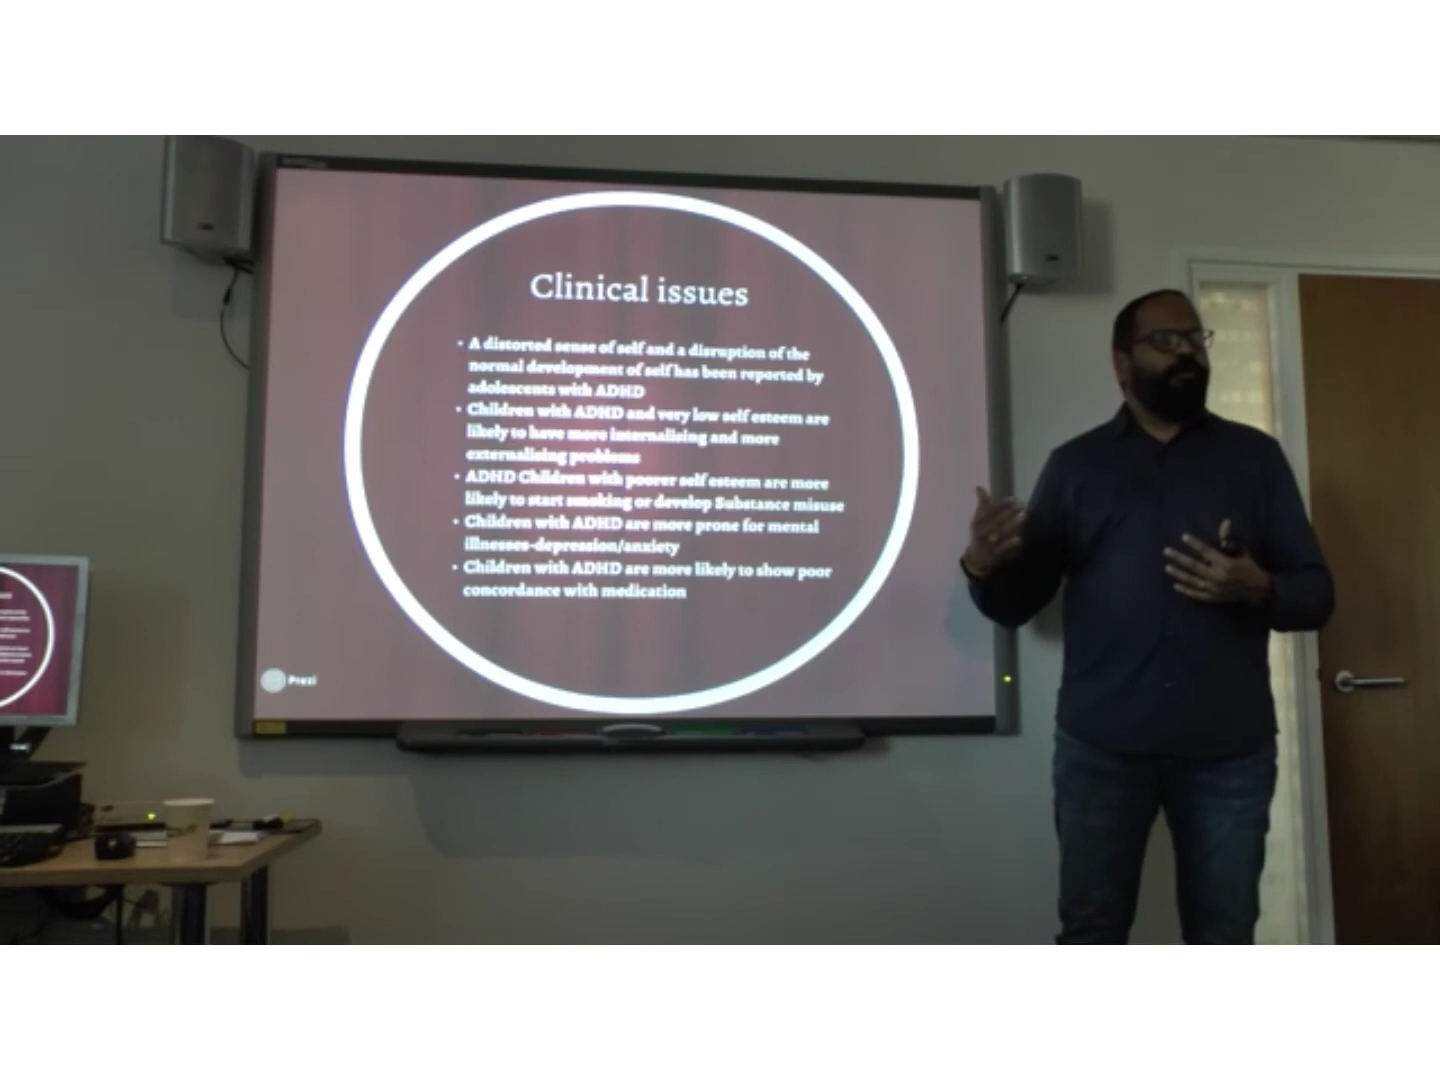 Clinical issues
• A distorted sense of self and a disruption of the
normal development of self has been reported by
adolescents with ADHD
• Children with ADHD and very low self esteem are
likely to have more internalising and more
externalising problems
• ADHD Children with poorer self esteem are more
likely to start smoking or develop Substance misuse
• Children with ADHD are more prone for mental
illnesses-depression/anxiety
• Children with ADHD are more likely to show poor
concordance with medication
Prezi